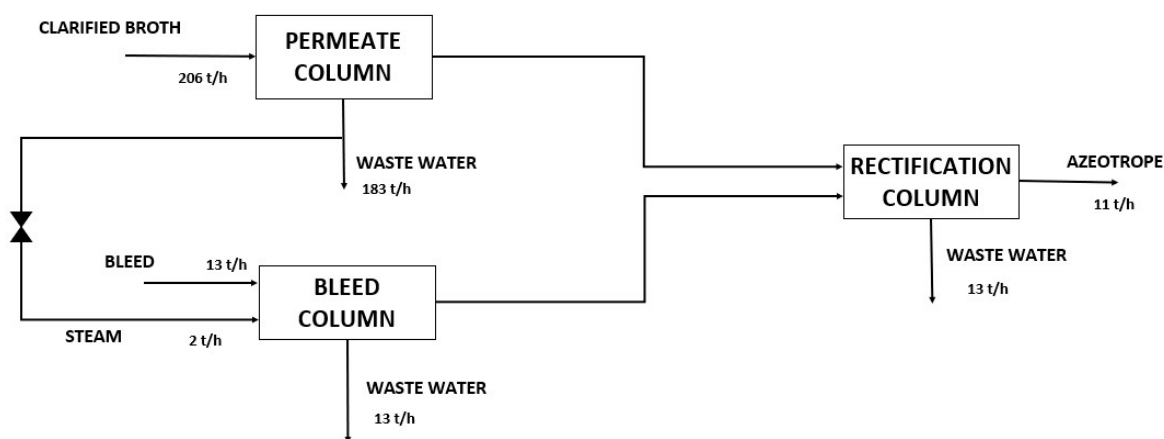 CLARIFIED BROTH
206 t/h
PERMEATE
COLUMN
WASTE WATER
183 t/h
RECTIFICATION
COLUMN
AZEOTROPE
11 t/h
WASTE WATER
13 t/h
BLEED
13 t/h
BLEED
COLUMN
STEAM
2 t/h
WASTE WATER
13 t/h